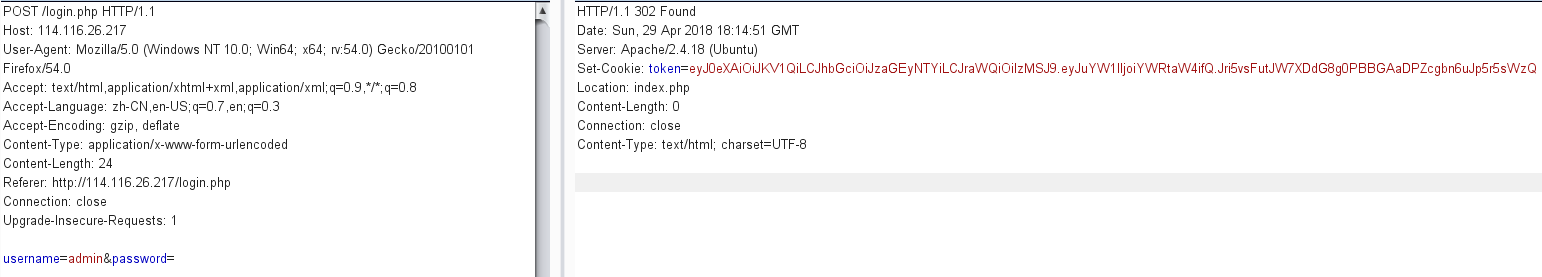 POST /login.php HTTP/1.1
Host: 114.116.26.217
User-Agent: Mozilla/5.0 (Windows NT 10.0; Win64; x64; rv:54.0) Gecko/20100101
Firefox/54.0
Accept: text/html,application/xhtml+xml,application/xml;q=0.9,*/*;q=0.8
Accept-Language: zh-CN,en-US;q=0.7,en;q=0.3
Accept-Encoding: gzip, deflate
Content-Type: application/x-www-form-urlencoded
Content-Length: 24
Referer: http://114.116.26.217/login.php
Connection: close
Upgrade-Insecure-Requests: 1
username=admin&password=
HTTP/1.1 302 Found
Date: Sun, 29 Apr 2018 18:14:51 GMT
Server: Apache/2.4.18 (Ubuntu)
Set-Cookie: token=eyJ0eXAiOiJKV1QiLCJhbGciOiJzaGEyNTYiLCJraWQiOiIzMSJ9.eyJuYW1lIjoiYWRtaW4ifQ.Jri5vsFutJW7XDdG8g0PBBGAaDPZcgbn6uJp5r5sWzQ
Location: index.php
Content-Length: 0
Connection: close
Content-Type: text/html; charset=UTF-8